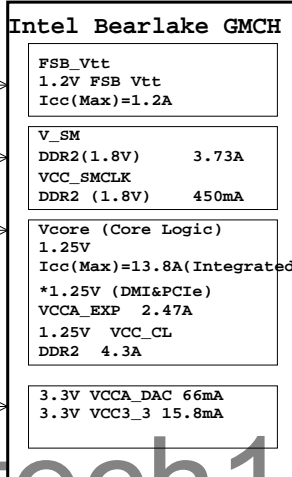 Intel Bearlake GMCH
FSB_Vtt
1.2V FSB Vtt
Icc(Max)=1.2A
V_SM
DDR2(1.8V) 3.73A
VCC_SMCLK
DDR2 (1.8V) 450mA
Vcore (Core Logic)
1.25V
Icc(Max)=13.8A(Integrated
*1.25V (DMI&PCIe)
VCCA_EXP 2.47A
1.25V VCC_CL
DDR2 4.3A
3.3V VCCA_DAC 66mA
3.3V VCC3_3 15.8mA